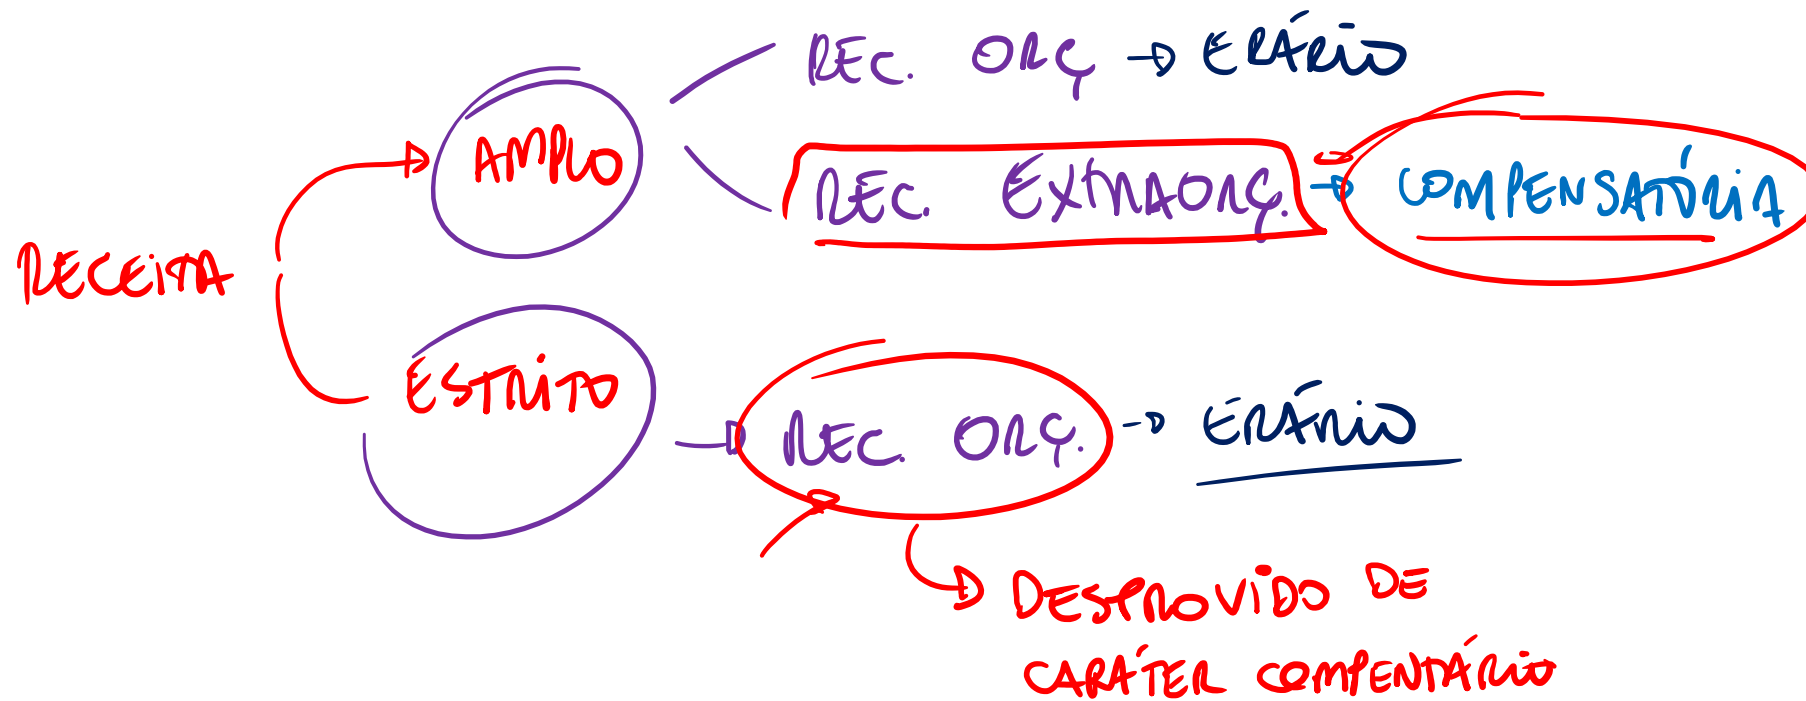 REC. ORÇ → ERÁRIO
AMPLO
REC. EXTRAORÇ. → COMPENSATÓRIA
RECEITA
ESTRITO
REC. ORÇ. → ERÁRIO
DESPROVIDO DE
CARÁTER COMPENTÁRIO